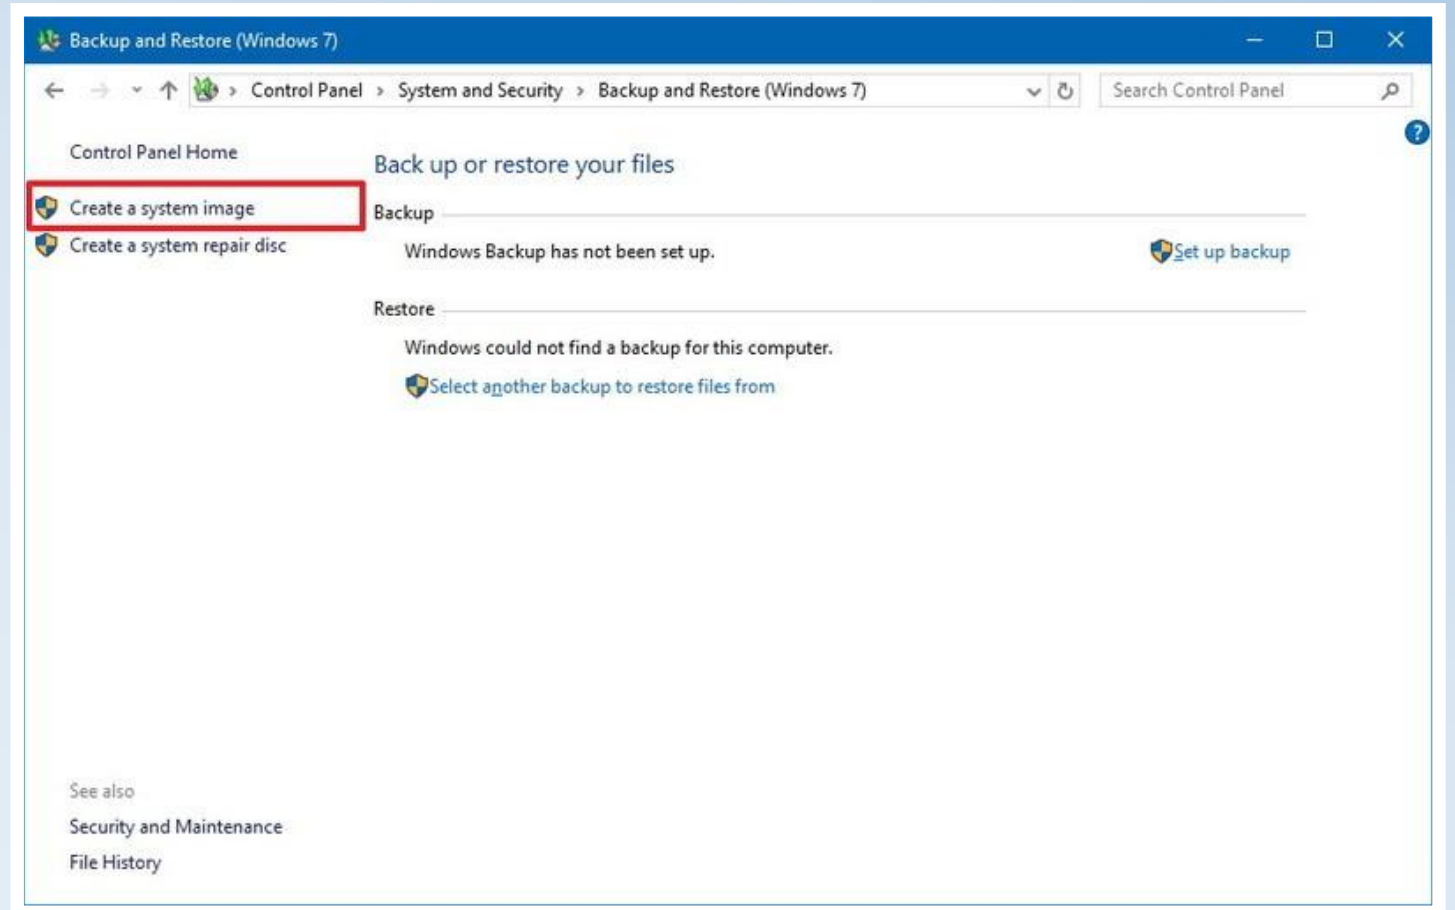 Backup and Restore (Windows 7)
Control Panel > System and Security > Backup and Restore (Windows 7)
Search Control Panel
?
Control Panel Home
Create a system image
Create a system repair disc
Back up or restore your files
Backup
Windows Backup has not been set up.
Set up backup
Restore
Windows could not find a backup for this computer.
Select another backup to restore files from
See also
Security and Maintenance
File History